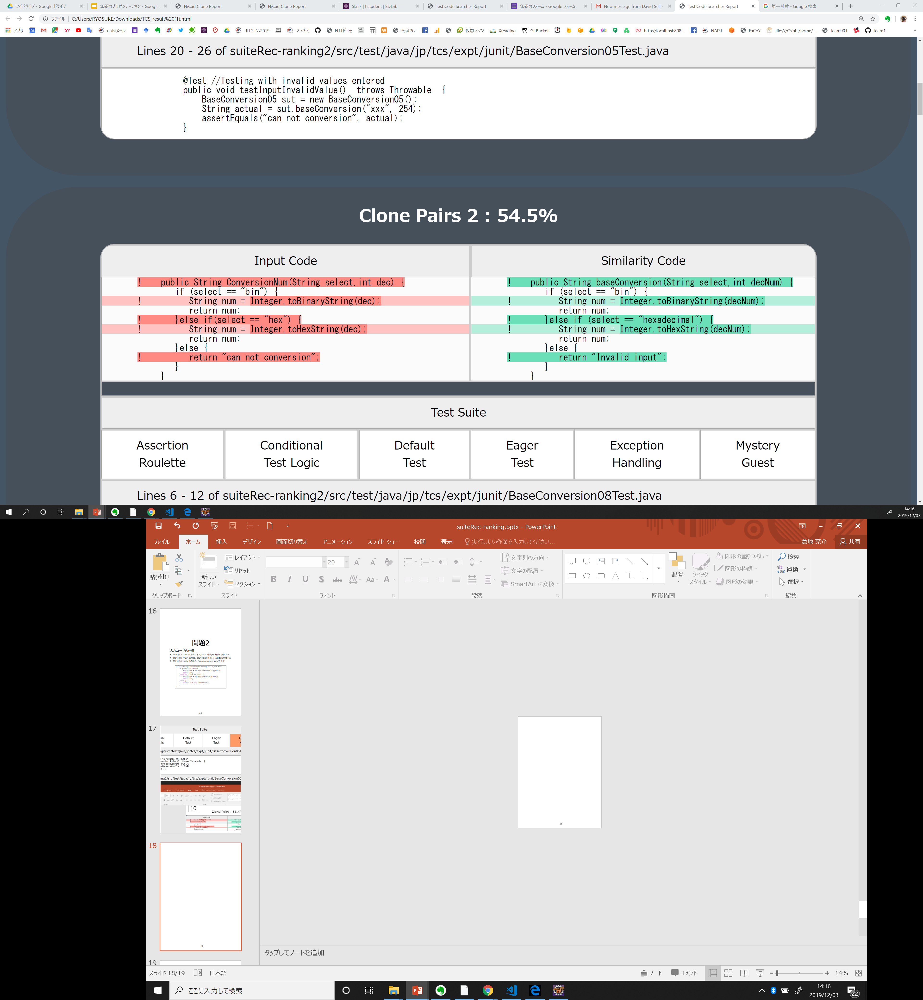 マイドライブ - Google ドライブ
無題のプレゼンテーション - Google
NiCad Clone Report
NiCad Clone Report
Slack | ! student | SDLab
Test Code Searcher Report
無題のフォーム - Google フォーム
New message from David Sell
Test Code Searcher Report
第一引数 - Google 検索
ファイル | C:/Users/RYOSUKE/Downloads/TCS_result%20(1).html
アプリ
naistメール
コロキアム2019
シラバス
NTTドコモ
発音カナ
仮想マシン
Xreading
GitBucket
http://localhost:808...
NAIST
FaCoY
file:///C:/pbl/home/...
team001
team1
Lines 20 - 26 of suiteRec-ranking2/src/test/java/jp/tcs/expt/junit/BaseConversion05Test.java
@Test //Testing with invalid values entered
public void testInputInvalidValue()  throws Throwable  {
BaseConversion05 sut = new BaseConversion05();
String actual = sut.baseConversion("xxx", 254);
assertEquals("can not conversion", actual);
}
Clone Pairs 2 : 54.5%
Input Code
! public String ConversionNum(String select,int dec) {
if (select == "bin") {
! String num = Integer.toBinaryString(dec);
return num;
! }else if(select == "hex") {
! String num = Integer.toHexString(dec);
return num;
}else {
! return "can not conversion";
}
}
Similarity Code
! public String baseConversion(String select,int decNum) {
if (select == "bin") {
! String num = Integer.toBinaryString(decNum);
return num;
! }else if (select == "hexadecimal") {
! String num = Integer.toHexString(decNum);
return num;
}else {
! return "Invalid input";
}
}
Test Suite
Assertion
Roulette
Conditional
Test Logic
Default
Test
Eager
Test
Exception
Handling
Mystery
Guest
Lines 6 - 12 of suiteRec-ranking2/src/test/java/jp/tcs/expt/junit/BaseConversion08Test.java
14:16
2019/12/03
suiteRec-ranking.pptx - PowerPoint
ファイル
ホーム
挿入
デザイン
画面切り替え
アニメーション
スライド ショー
校閲
表示
実行したい作業を入力してください...
倉地 亮介
共有
貼り付け
クリップボード
新しい
スライド
レイアウト
リセット
セクション
スライド
20
B I U S abc AV Aa A
フォント
文字列の方向
文字の配置
SmartArt に変換
段落
配置
クイック
スタイル
図形の塗りつぶし
図形の枠線
図形の効果
図形描画
検索
置換
選択
編集
16
問題2
入力コードの仕様
16
17
Test Suite
Default
Test
Eager
Test
10
Clone Pairs : 56.4%
18
18
19
18
タップしてノートを追加
スライド 18/19
日本語
ノート
コメント
14%
ここに入力して検索
14:16
2019/12/03
22